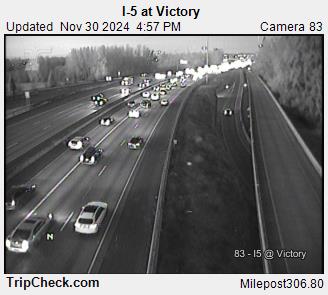 I-5 at Victory
Updated Nov 30 2024 4:57 PM Camera 83
N
83 - I5 @ Victory
TripCheck.com Milepost306.80